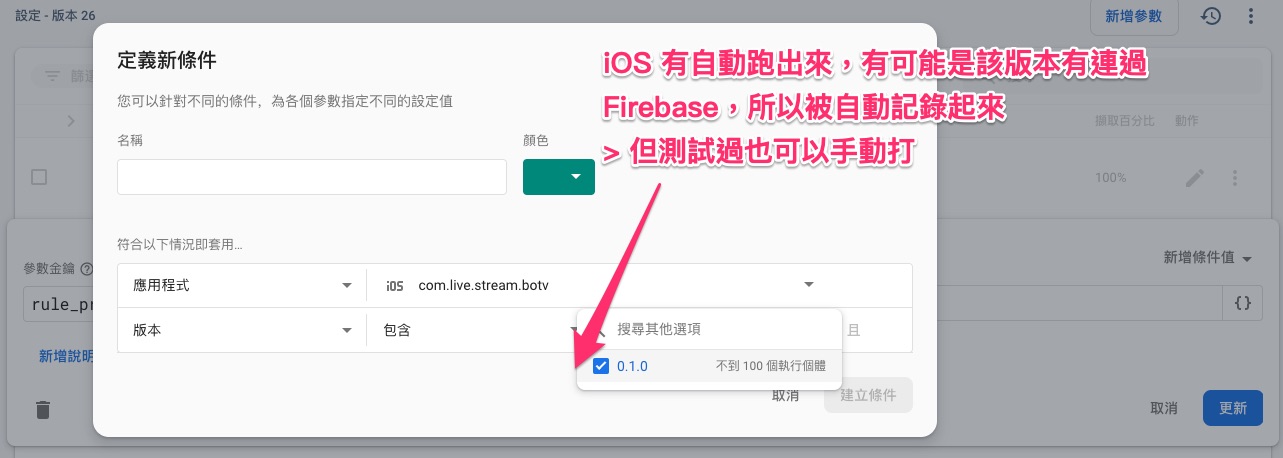 設定 - 版本 26
新增參數
篩選
定義新條件
iOS 有自動跑出來，有可能是該版本有連過
您可以針對不同的條件，為各個參數指定不同的設定值
Firebase，所以被自動記錄起來
擷取百分比 動作
名稱
顏色
> 但測試過也可以手動打
100%
符合以下情況即套用...
新增條件值
參數金鑰
應用程式
iOS com.live.stream.botv
rule_pr
{}
版本
包含
搜尋其他選項
且
新增說明
0.1.0
不到 100 個執行個體
取消
建立條件
取消
更新